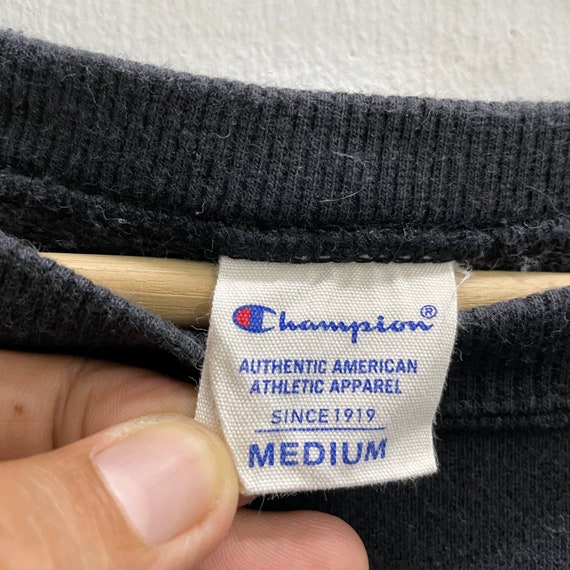 Champion®
AUTHENTIC AMERICAN
ATHLETIC APPAREL
SINCE 1919
MEDIUM